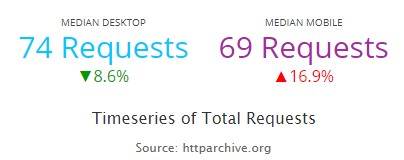 MEDIAN DESKTOP
74 Requests
▼8.6%
MEDIAN MOBILE
69 Requests
▲16.9%
Timeseries of Total Requests
Source: httparchive.org